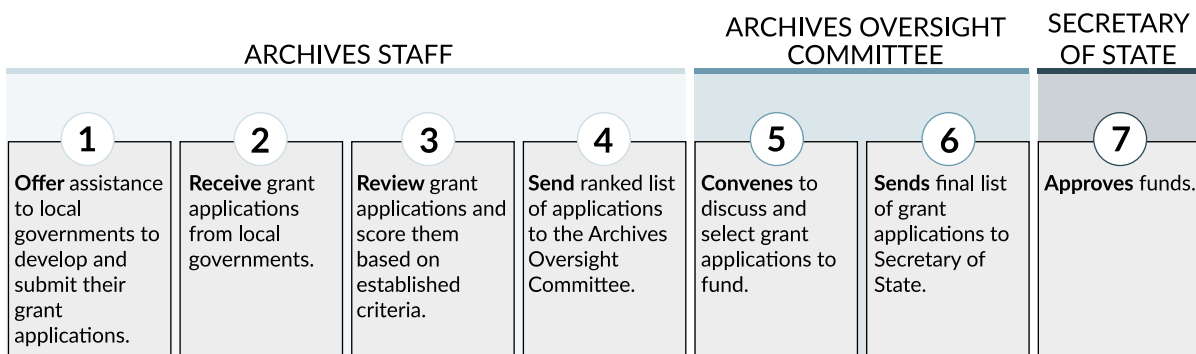 ARCHIVES STAFF
ARCHIVES OVERSIGHT
COMMITTEE
SECRETARY
OF STATE
1
Offer assistance
to local
governments to
develop and
submit their
grant
applications.
2
Receive grant
applications
from local
governments.
3
Review grant
applications and
score them
based on
established
criteria.
4
Send ranked list
of applications
to the Archives
Oversight
Committee.
5
Convenes to
discuss and
select grant
applications to
fund.
6
Sends final list
of grant
applications to
Secretary of
State.
7
Approves funds.